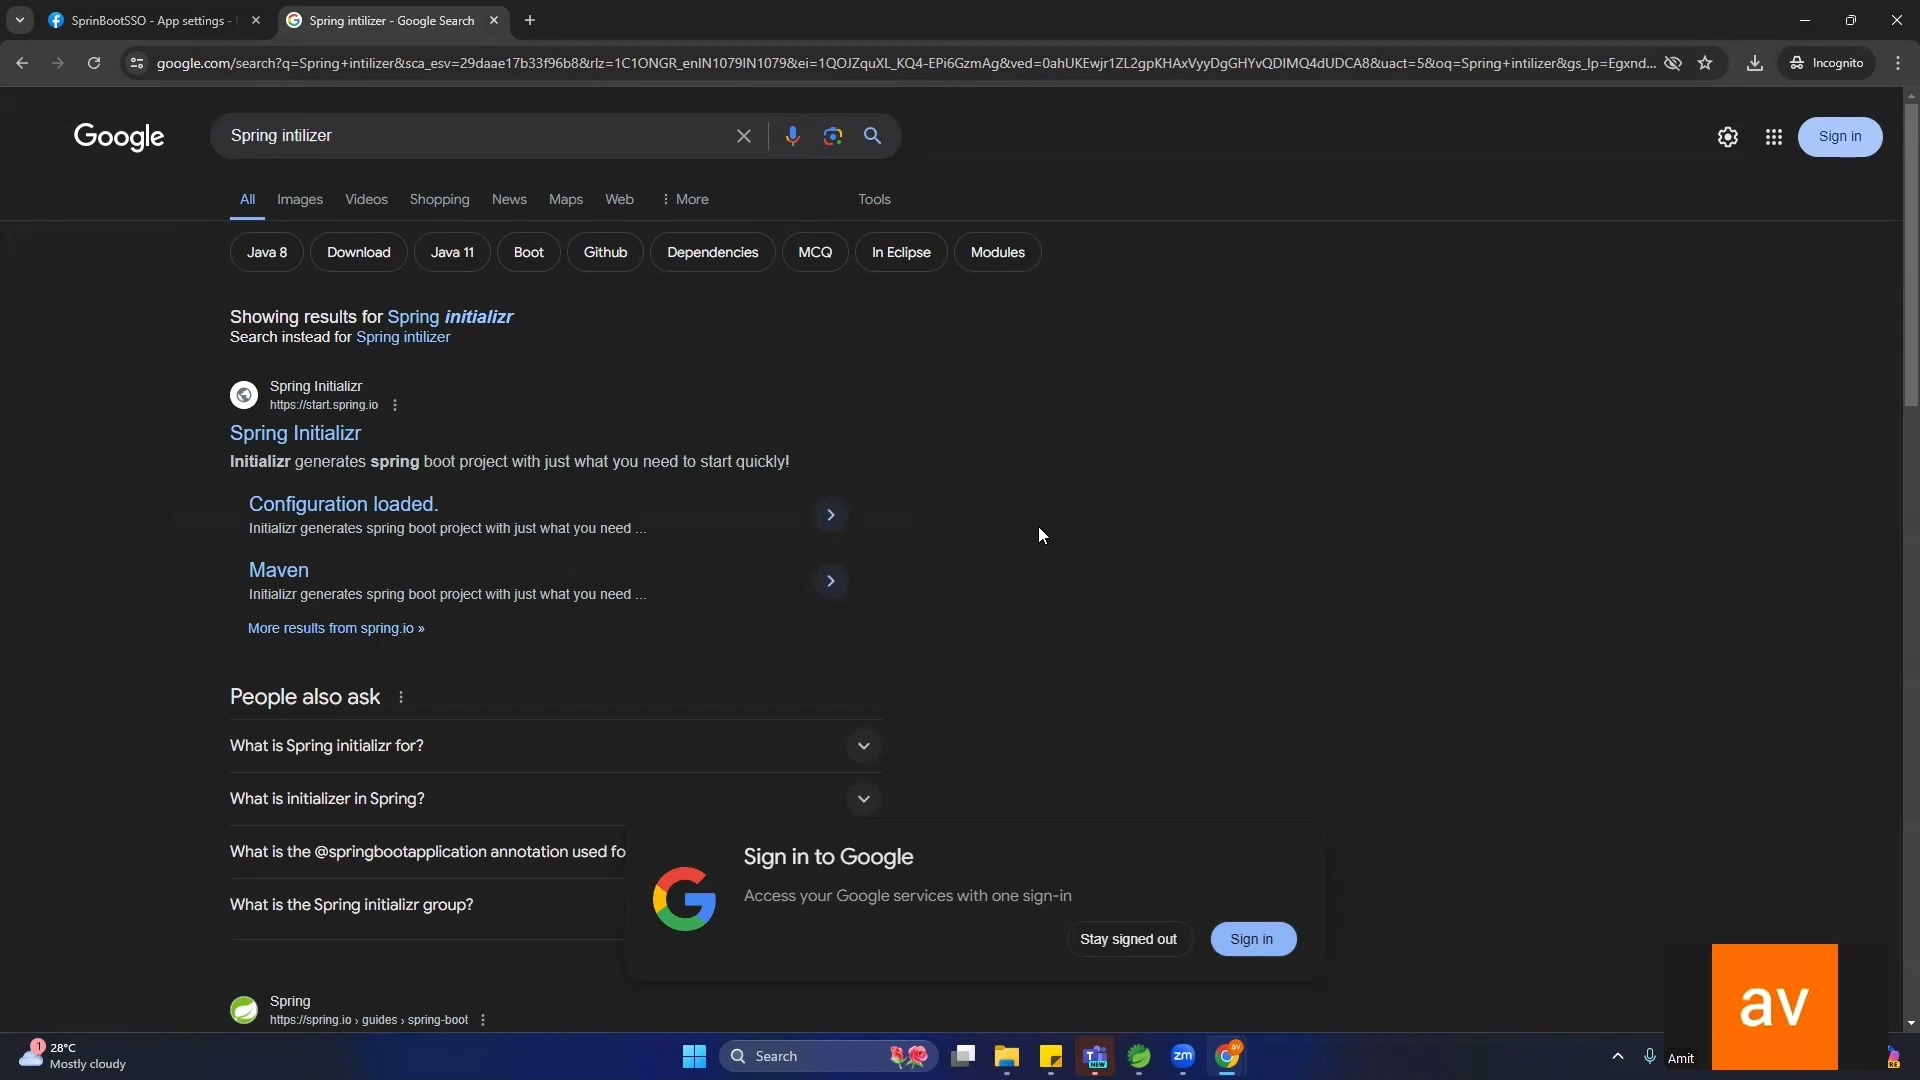 SprinBootSSO - App settings -
Spring intilizer - Google Search
google.com/search?q=Spring+intilizer&sca_esv=29daae17b33f96b8&rlz=1C1ONGR_enIN1079IN1079&ei=1QOJZquXL_KQ4-EPi6GzmAg&ved=0ahUKEwjr1ZL2gpKHAxVyyDgGHYvQDIMQ4dUDCA8&uact=5&oq=Spring+intilizer&gs_lp=Egxnd...
Incognito
Google
Spring intilizer
Sign in
All Images Videos Shopping News Maps Web More Tools
Java 8 Download Java 11 Boot Github Dependencies MCQ In Eclipse Modules
Showing results for Spring initializr
Search instead for Spring intilizer
Spring Initializr
https://start.spring.io
Spring Initializr
Initializr generates spring boot project with just what you need to start quickly!
Configuration loaded.
Initializr generates spring boot project with just what you need ...
Maven
Initializr generates spring boot project with just what you need ...
More results from spring.io »
People also ask
What is Spring initializr for?
What is initializer in Spring?
What is the @springbootapplication annotation used fo
What is the Spring initializr group?
Sign in to Google
Access your Google services with one sign-in
Stay signed out Sign in
Spring
https://spring.io › guides › spring-boot
av
1
28°C
Mostly cloudy
Search
NEW
zm
av
Amit